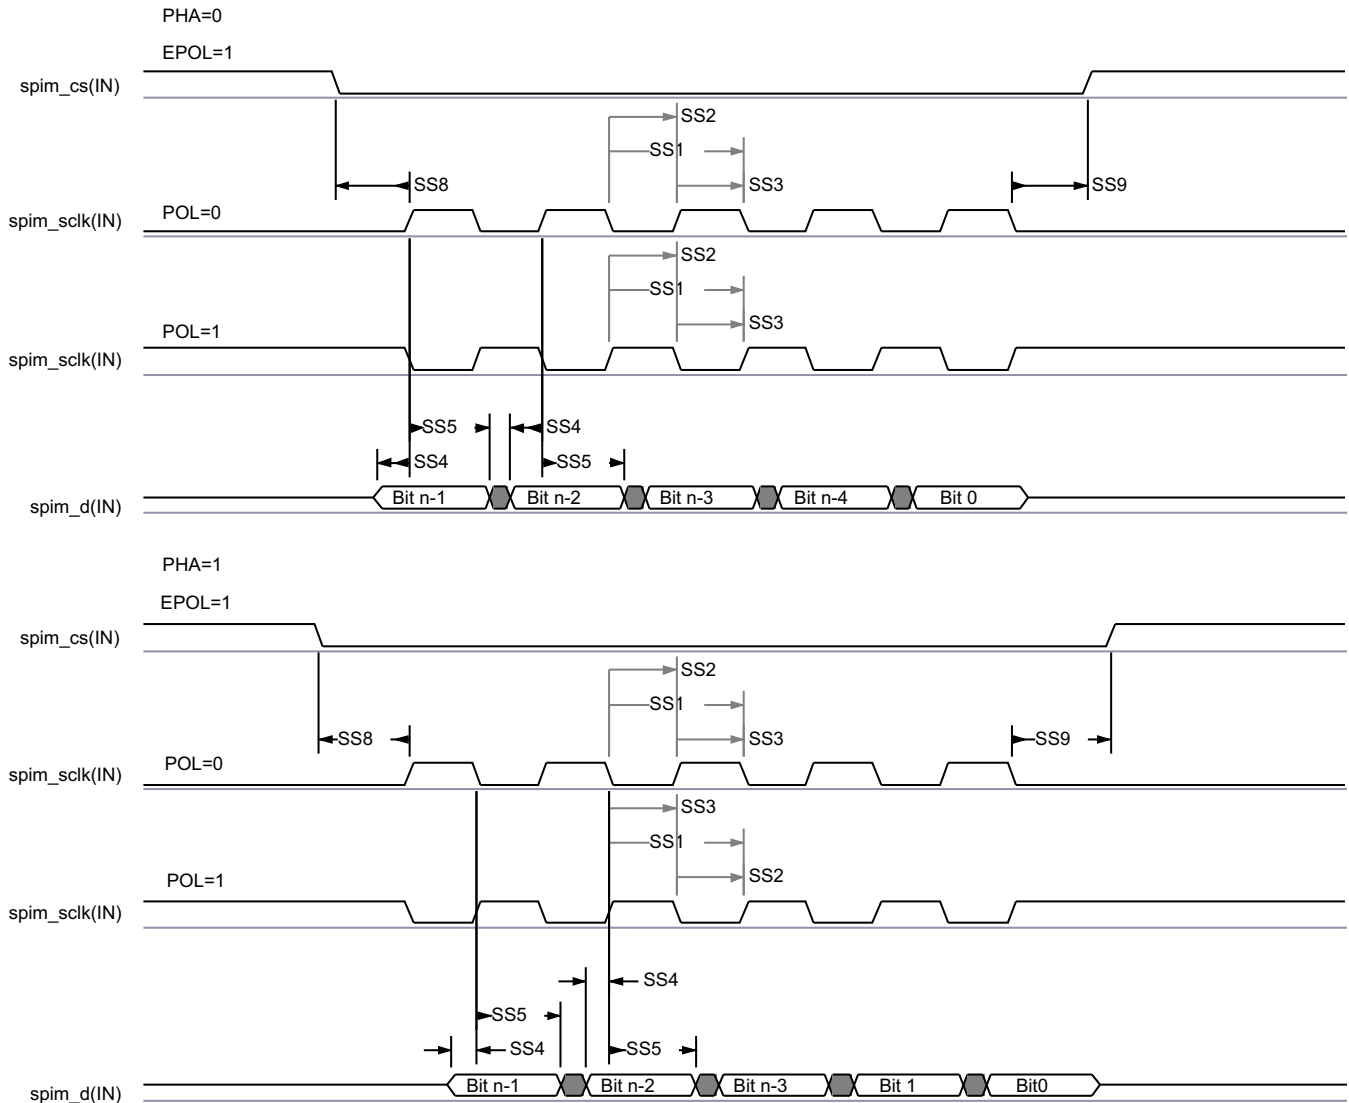 PHA=0
EPOL=1
spim_cs(IN)
SS2
SS1
SS8
SS3
SS9
POL=0
spim_sclk(IN)
SS2
SS1
SS3
POL=1
spim_sclk(IN)
SS5
SS4
SS4
SS5
Bit n-1
Bit n-2
Bit n-3
Bit n-4
Bit 0
spim_d(IN)
PHA=1
EPOL=1
spim_cs(IN)
SS2
SS1
SS8
SS3
SS9
POL=0
spim_sclk(IN)
SS3
SS1
SS2
POL=1
spim_sclk(IN)
SS4
SS5
SS4
SS5
Bit n-1
Bit n-2
Bit n-3
Bit 1
Bit0
spim_d(IN)